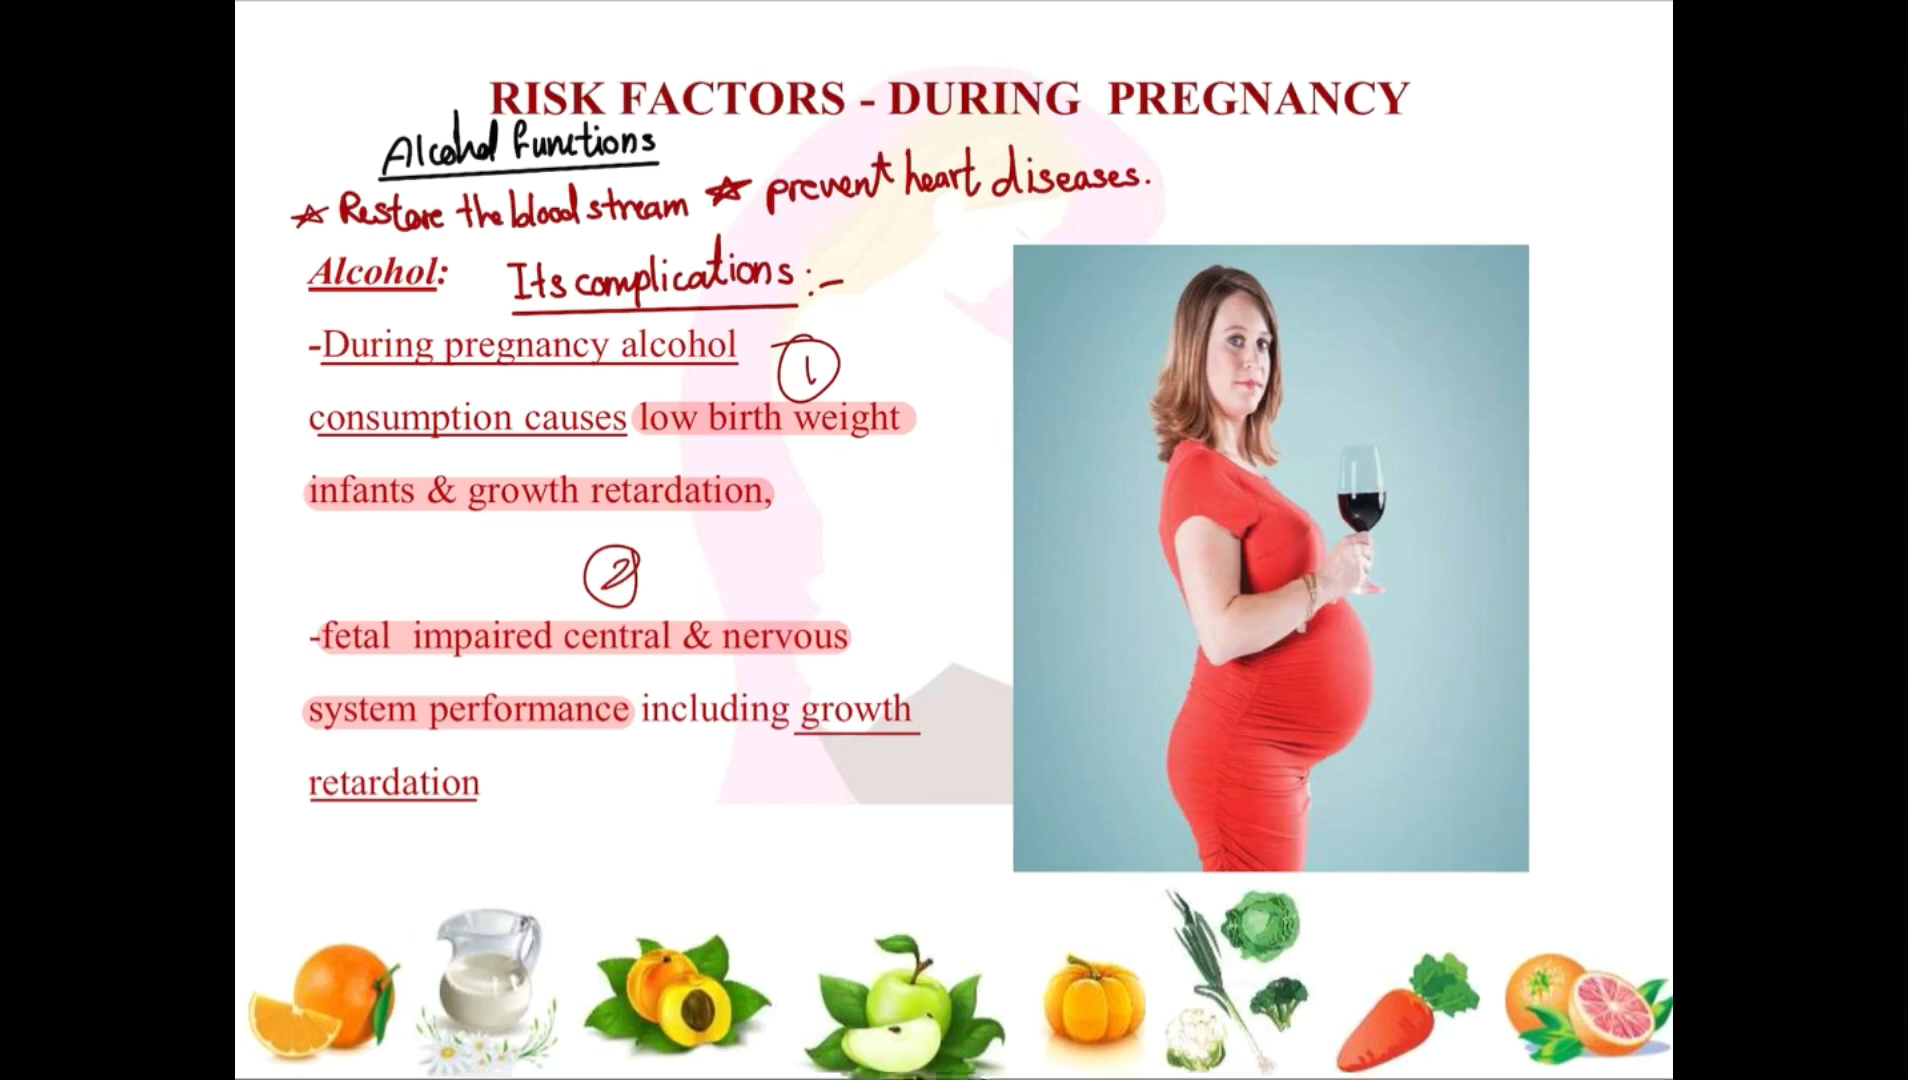 RISK FACTORS - DURING PREGNANCY
Alcohol functions
☆ Restore the blood stream ☆ prevent heart diseases.
Alcohol: Its complications :-
-During pregnancy alcohol
1
consumption causes low birth weight
infants & growth retardation,
2
-fetal impaired central & nervous
system performance including growth
retardation